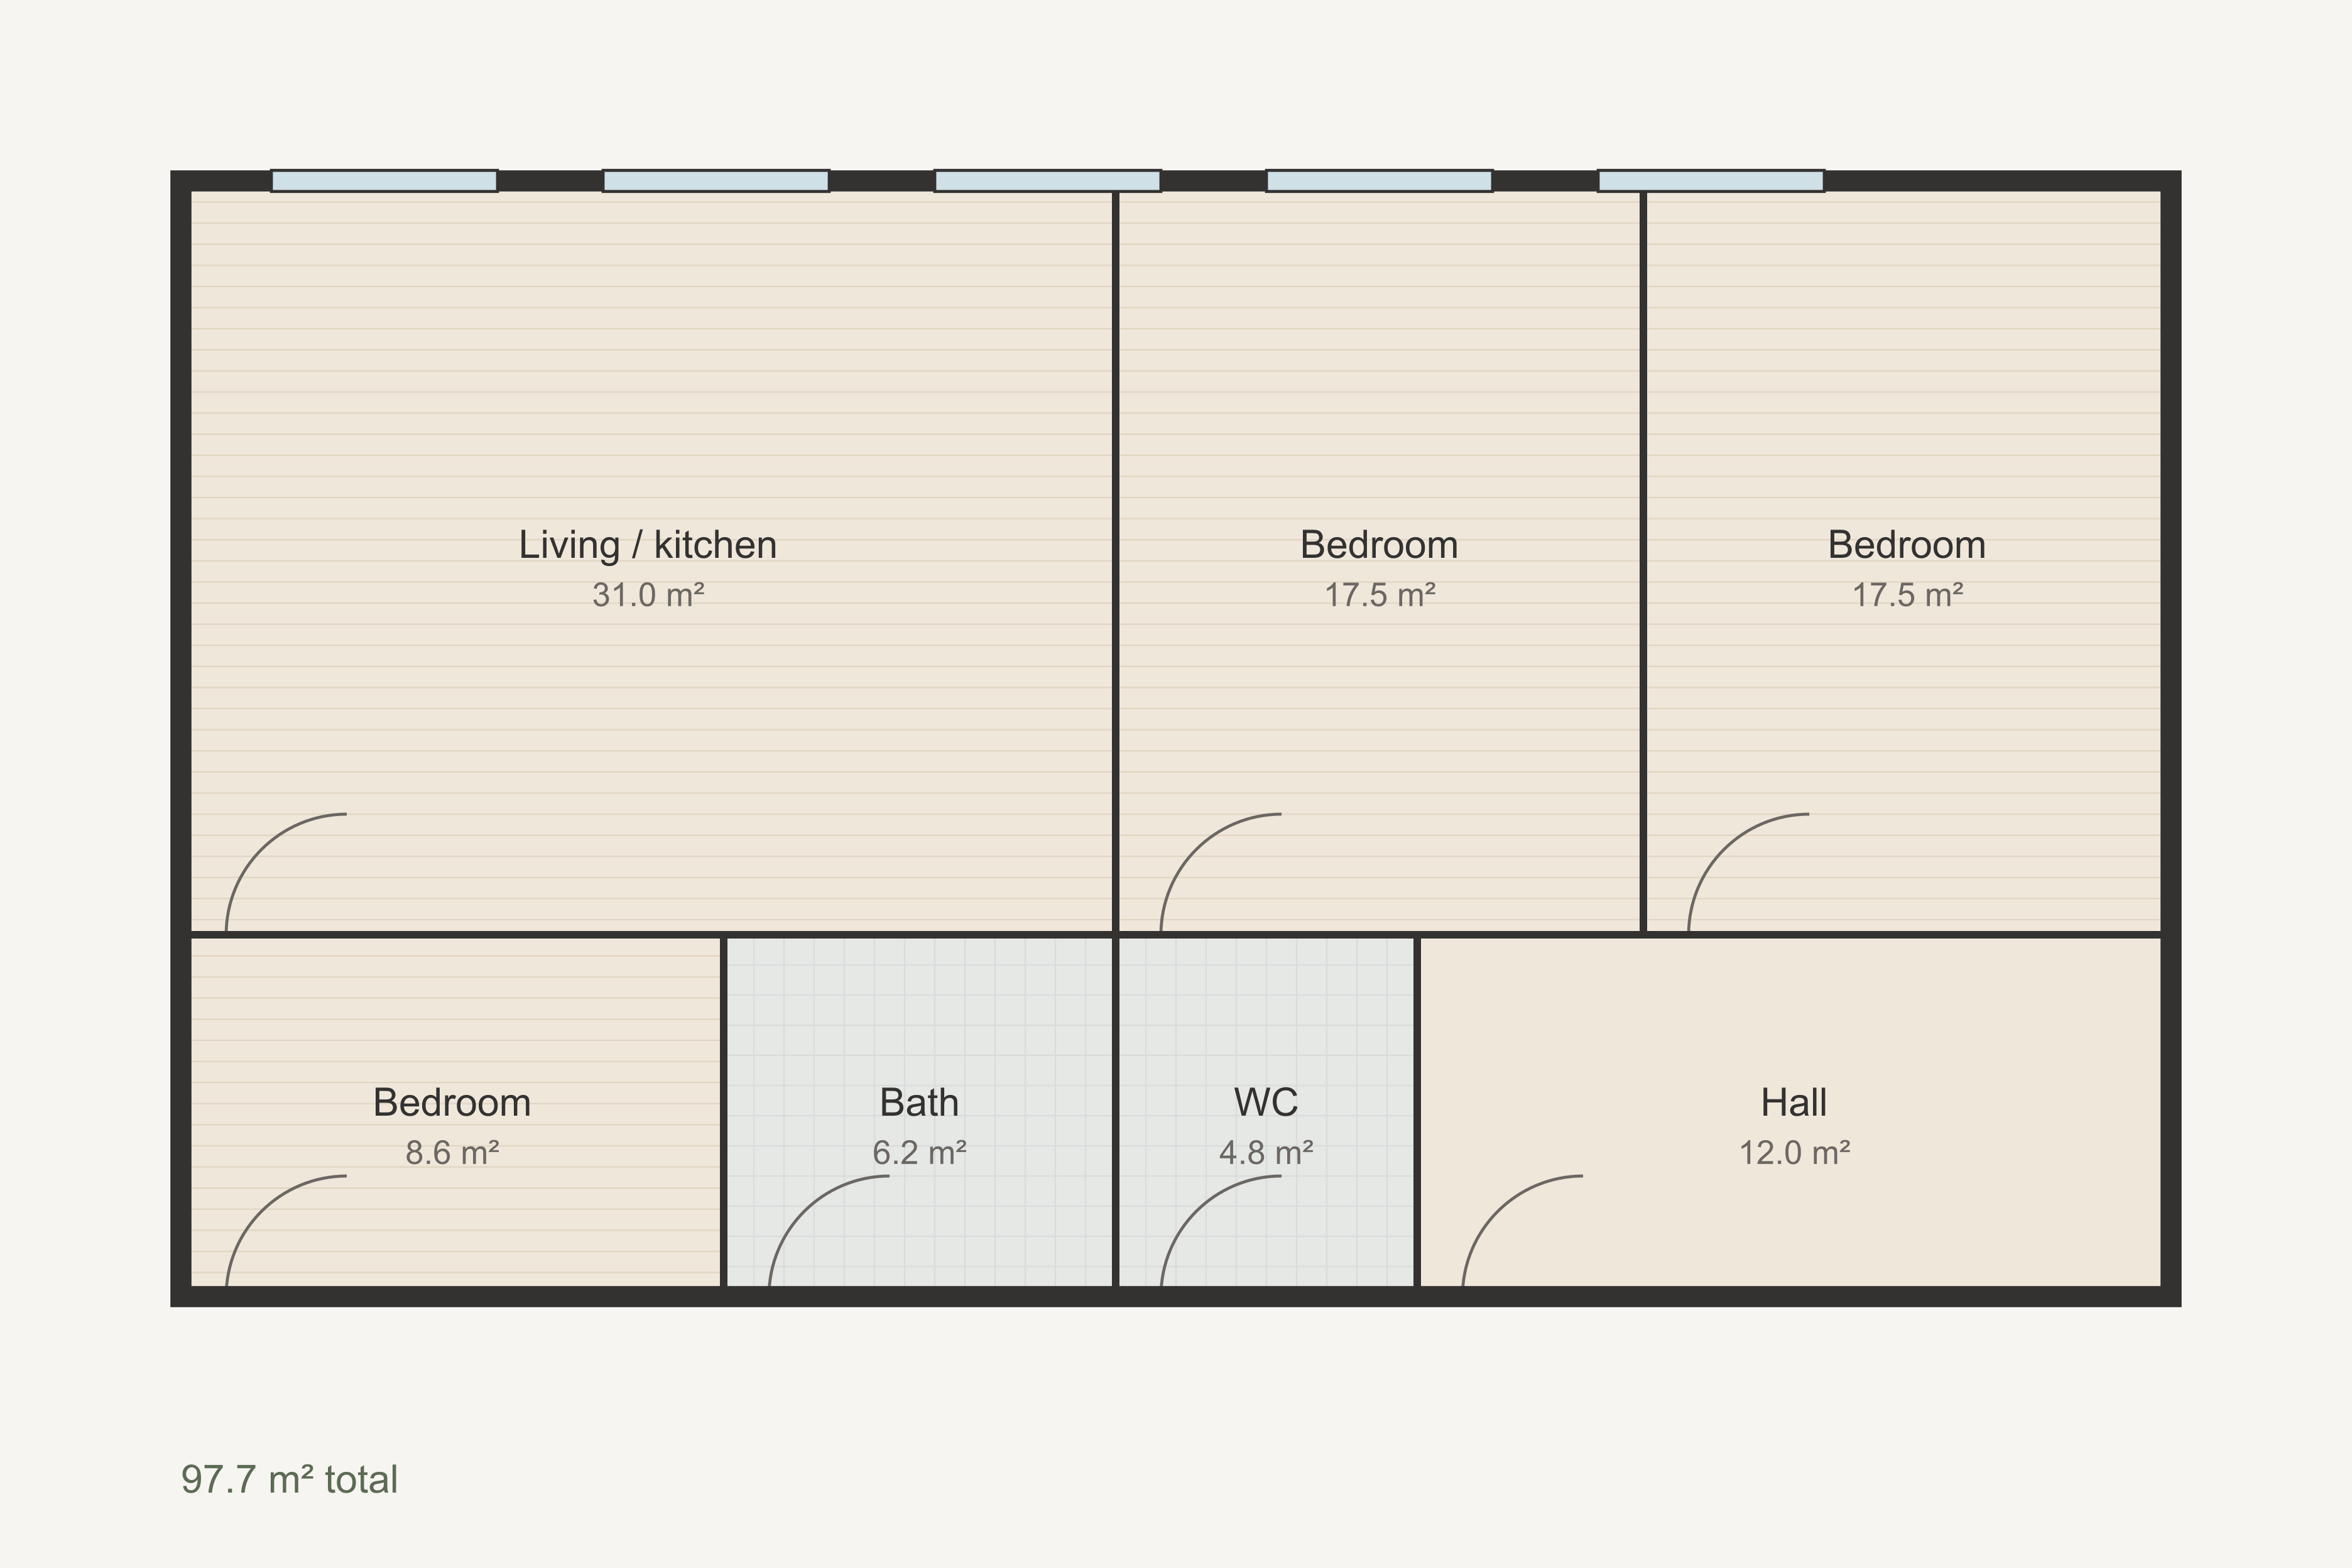 Living / kitchen
31.0 m²
Bedroom
17.5 m²
Bedroom
17.5 m²
Bedroom
8.6 m²
Bath
6.2 m²
WC
4.8 m²
Hall
12.0 m²
97.7 m² total